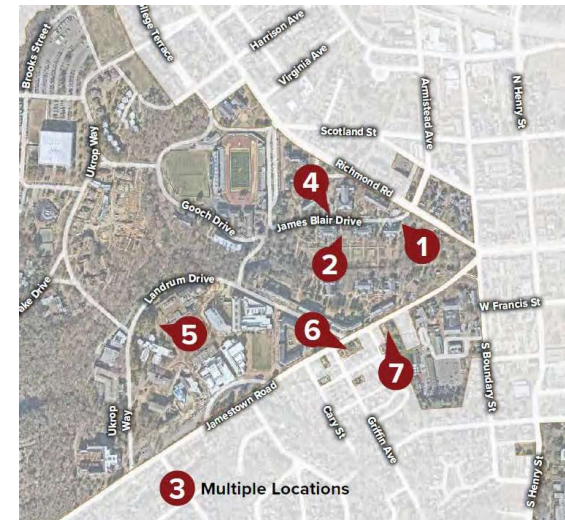 Brooks Street
College Terrace
Harrison Ave
Virginia Ave
Armistead Ave
N Henry St
Scotland St
Richmond Rd
Ukrop Way
4
Gooch Drive
James Blair Drive
1
2
Landrum Drive
ake Drive
W Francis St
5
6
7
S Boundary St
Jamestown Road
Ukrop
Way
Cary St
Griffin Ave
S Henry St
3 Multiple Locations